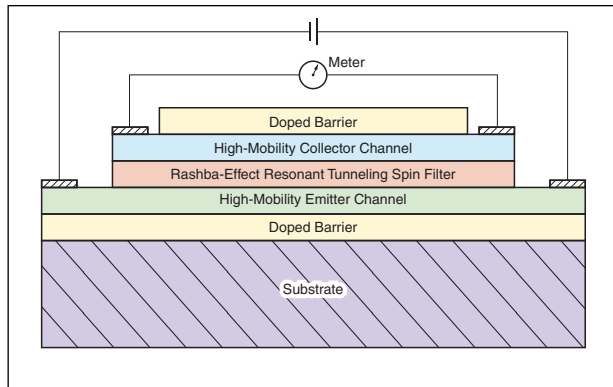 Meter
Doped Barrier
High-Mobility Collector Channel
Rashba-Effect Resonant Tunneling Spin Filter
High-Mobility Emitter Channel
Doped Barrier
Substrate